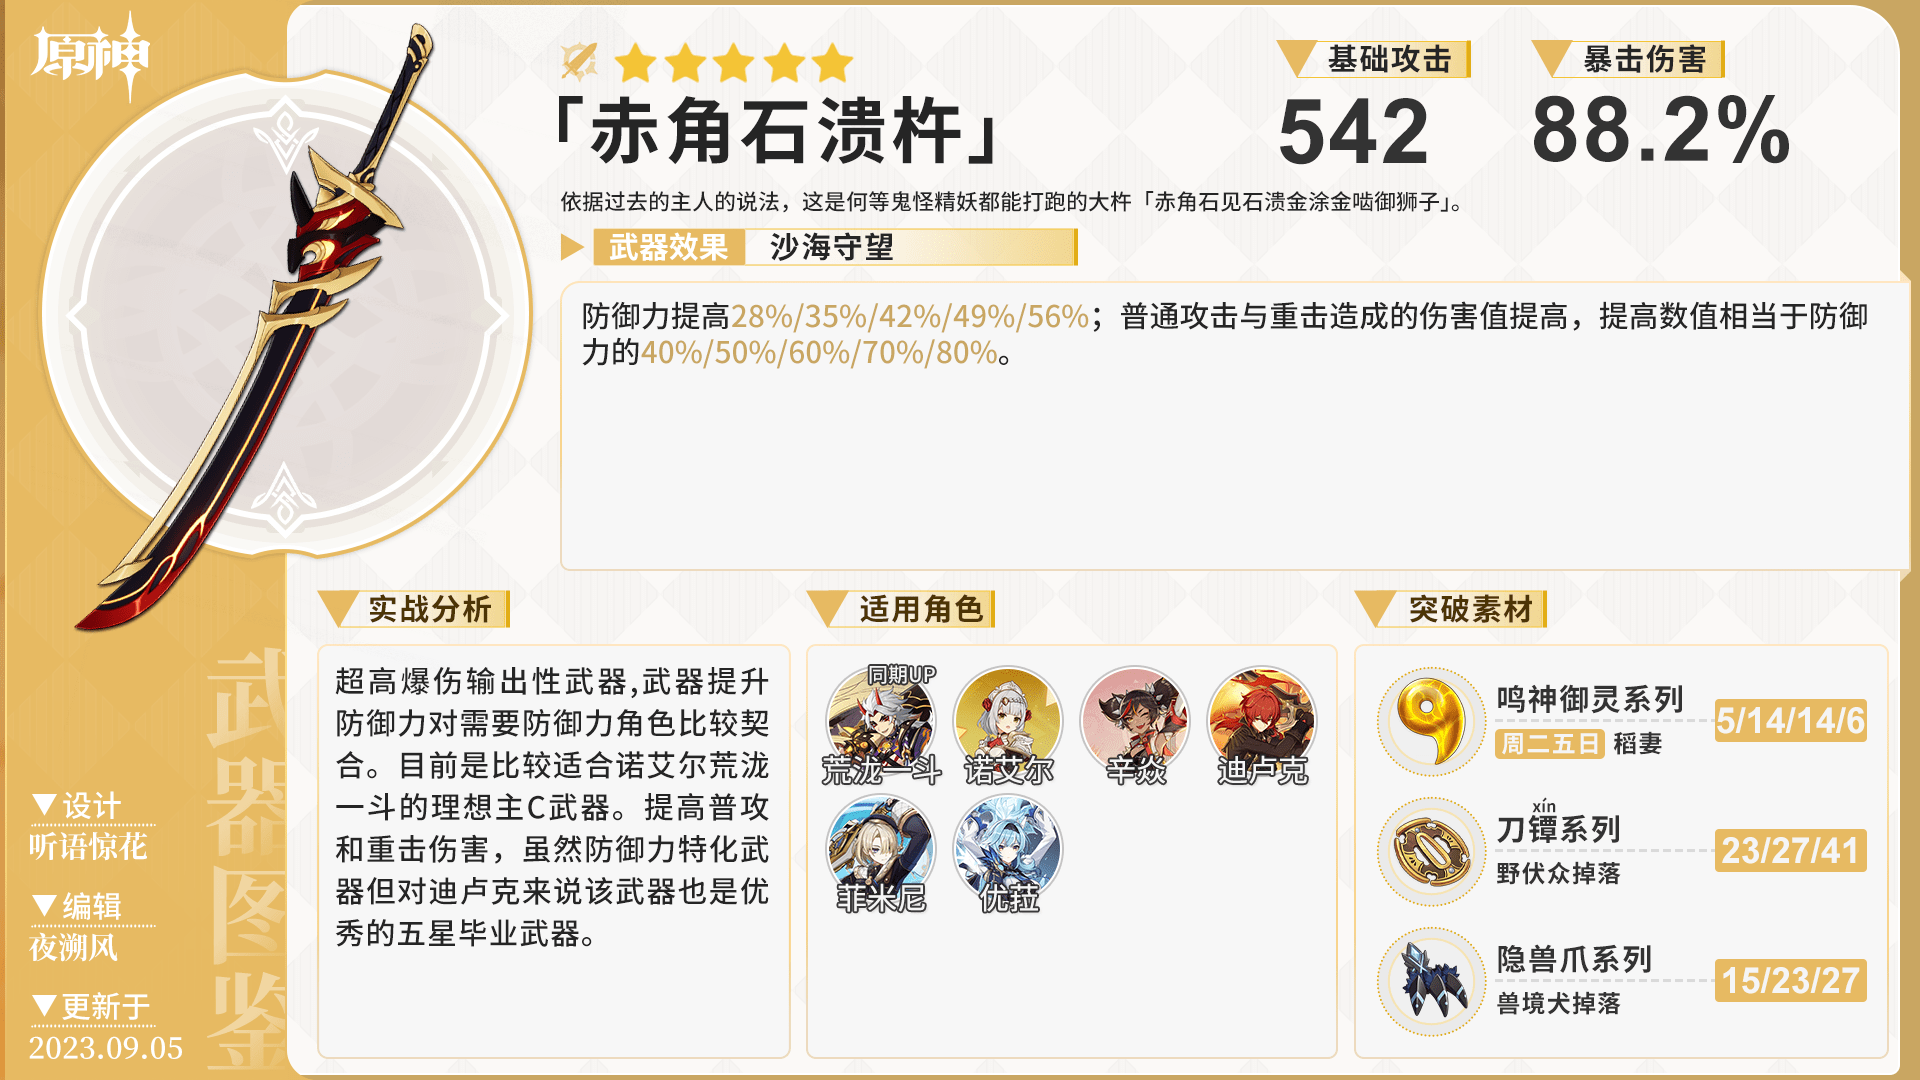 原神
「赤角石溃杵」
基础攻击
542
暴击伤害
88.2%
依据过去的主人的说法，这是何等鬼怪精妖都能打跑的大杵「赤角石见石溃金涂金啮御狮子」。
武器效果
沙海守望
防御力提高28%/35%/42%/49%/56%；普通攻击与重击造成的伤害值提高，提高数值相当于防御
力的40%/50%/60%/70%/80%。
实战分析
超高爆伤输出性武器,武器提升
防御力对需要防御力角色比较契
合。目前是比较适合诺艾尔荒泷
一斗的理想主C武器。提高普攻
和重击伤害，虽然防御力特化武
器但对迪卢克来说该武器也是优
秀的五星毕业武器。
适用角色
同期UP
荒泷一斗
诺艾尔
辛焱
迪卢克
菲米尼
优菈
突破素材
鸣神御灵系列
周二五日 稻妻
5/14/14/6
xín
刀镡系列
野伏众掉落
23/27/41
隐兽爪系列
兽境犬掉落
15/23/27
武器图鉴
▼设计
听语惊花
▼编辑
夜溯风
▼更新于
2023.09.05